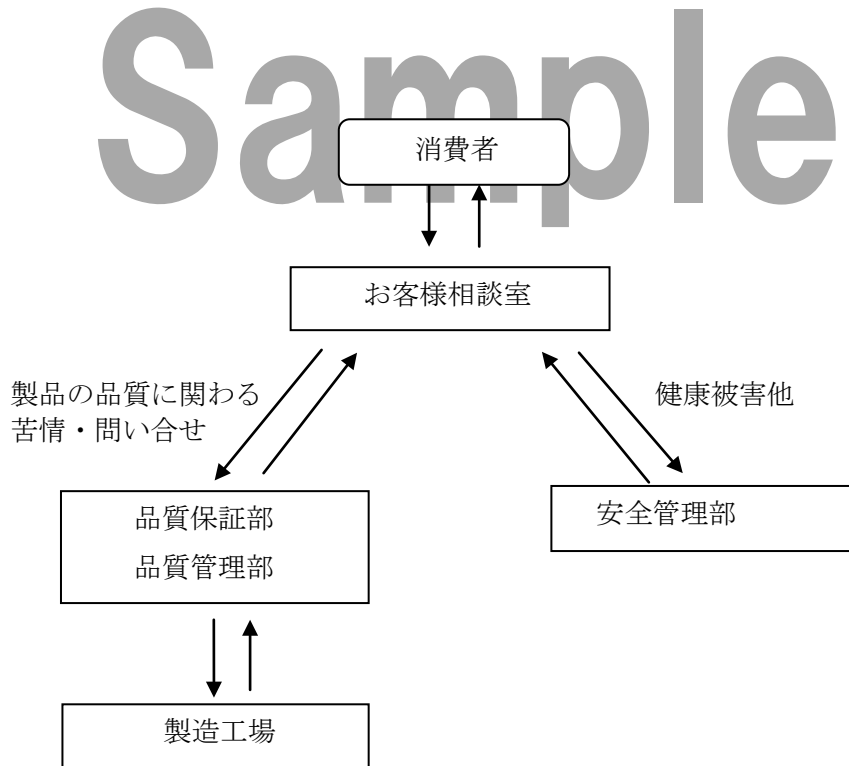 Sample
消費者
お客様相談室
製品の品質に関わる
苦情・問い合せ
健康被害他
品質保証部
品質管理部
安全管理部
製造工場